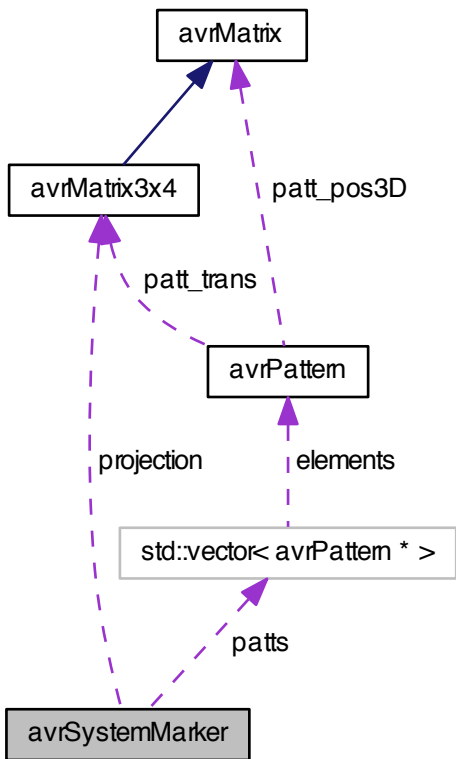 avrMatrix
avrMatrix3x4
patt_pos3D
patt_trans
avrPattern
projection
elements
std::vector< avrPattern * >
patts
avrSystemMarker